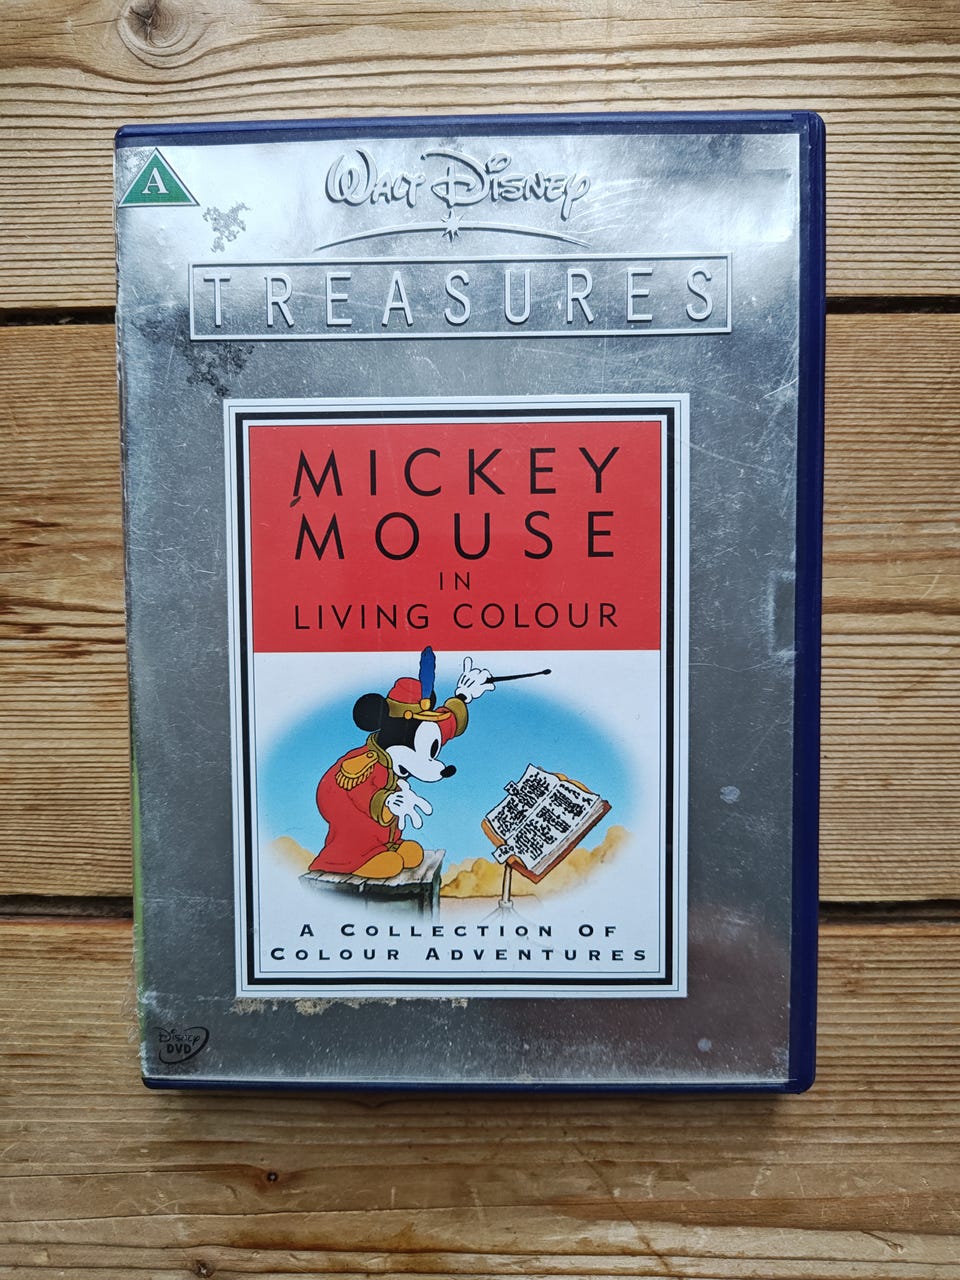 A
Walt Disney
TREASURES
MICKEY
MOUSE
IN
LIVING COLOUR
A COLLECTION OF
COLOUR ADVENTURES
Disney
DVD